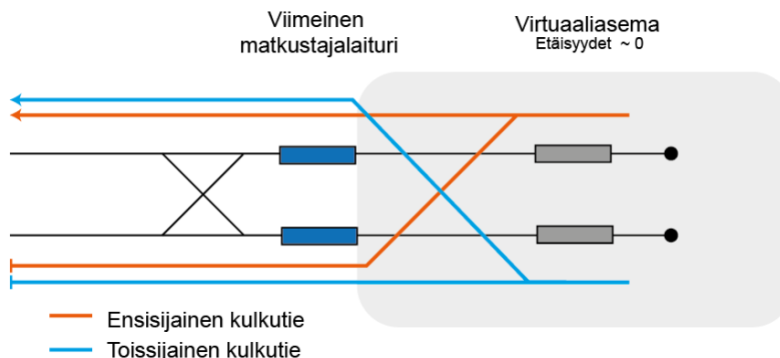 Viimeinen
matkustajalaituri
Virtuaaliasema
Etäisyydet ~ 0
Ensisijainen kulkutie
Toissijainen kulkutie